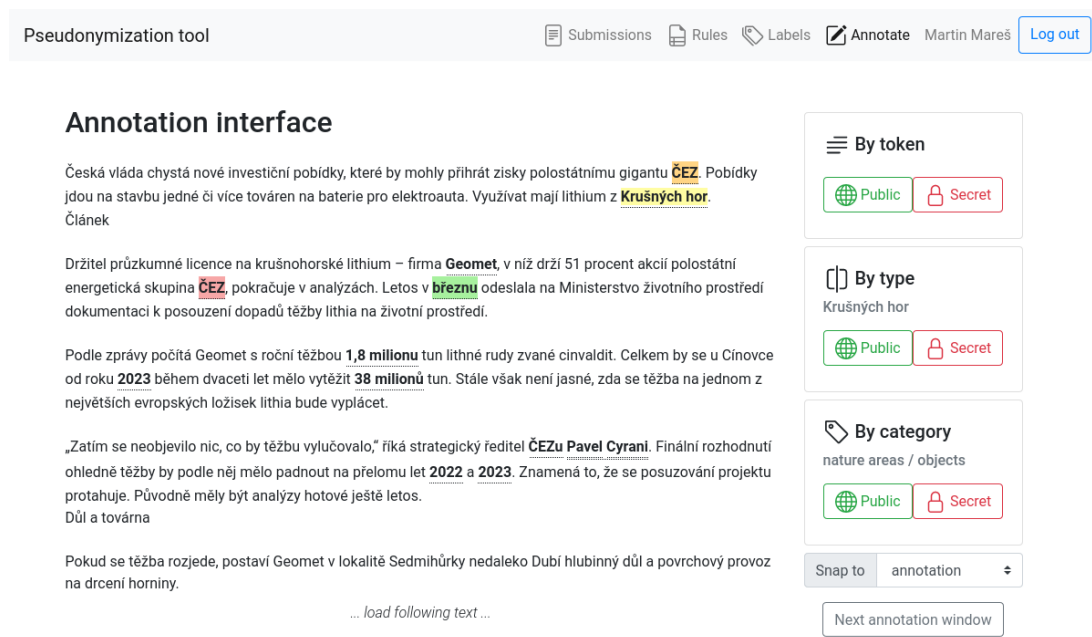 Pseudonymization tool
Submissions
Rules
Labels
Annotate
Martin Mareš
Log out
Annotation interface
Česká vláda chystá nové investiční pobídky, které by mohly přihrát zisky polostátnímu gigantu ČEZ. Pobídky
jdou na stavbu jedné či více továren na baterie pro elektroauta. Využívat mají lithium z Krušných hor.
Článek
Držitel průzkumné licence na krušnohorské lithium – firma Geomet, v níž drží 51 procent akcií polostátní
energetická skupina ČEZ, pokračuje v analýzách. Letos v březnu odeslala na Ministerstvo životního prostředí
dokumentaci k posouzení dopadů těžby lithia na životní prostředí.
Podle zprávy počítá Geomet s roční těžbou 1,8 milionu tun lithné rudy zvané cinvaldit. Celkem by se u Cínovce
od roku 2023 během dvaceti let mělo vytěžit 38 milionů tun. Stále však není jasné, zda se těžba na jednom z
největších evropských ložisek lithia bude vyplácet.
„Zatím se neobjevilo nic, co by těžbu vylučovalo,“ říká strategický ředitel ČEZu Pavel Cyrani. Finální rozhodnutí
ohledně těžby by podle něj mělo padnout na přelomu let 2022 a 2023. Znamená to, že se posuzování projektu
protahuje. Původně měly být analýzy hotové ještě letos.
Důl a továrna
Pokud se těžba rozjede, postaví Geomet v lokalitě Sedmihůrky nedaleko Dubí hlubinný důl a povrchový provoz
na drcení horniny.
... load following text ...
By token
Public
Secret
By type
Krušných hor
Public
Secret
By category
nature areas / objects
Public
Secret
Snap to
annotation
Next annotation window